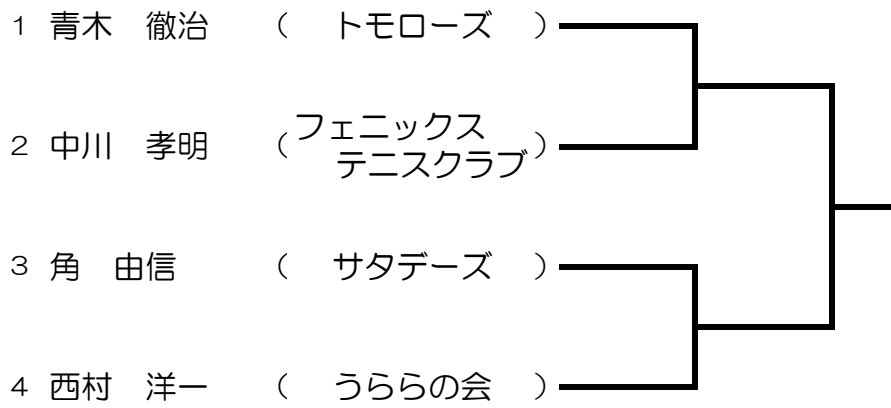 1 青木 徹治 ( トモローズ )
2 中川 孝明 (フェニックス
テニスクラブ)
3 角 由信 ( サタデーズ )
4 西村 洋一 ( うららの会 )